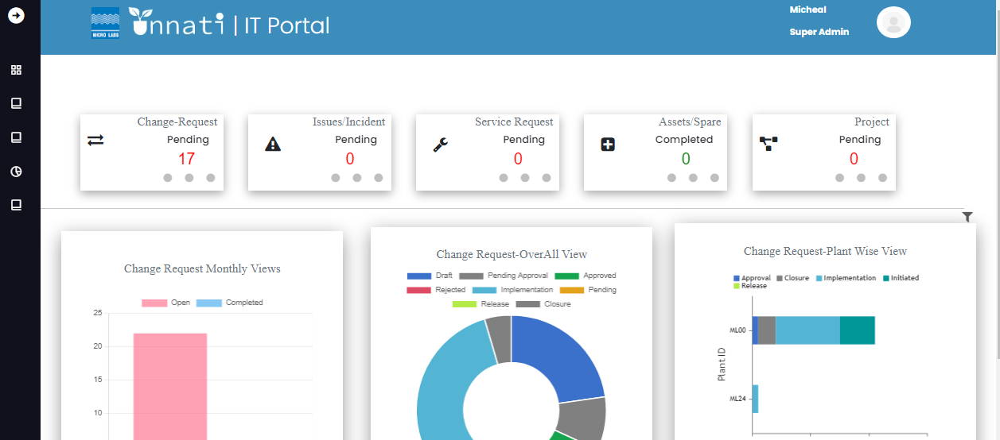 Micheal
MICRO LABS
unnati | IT Portal
Super Admin
Change-Request
Pending
17
Issues/Incident
Pending
0
Service Request
Pending
0
Assets/Spare
Completed
0
Project
Pending
0
Change Request Monthly Views
Open Completed
25
20
15
10
Change Request-OverAll View
Draft Pending Approval Approved
Rejected Implementation Pending
Release Closure
Change Request-Plant Wise View
Approval Closure Implementation Initiated
Release
Plant ID
ML00
ML24